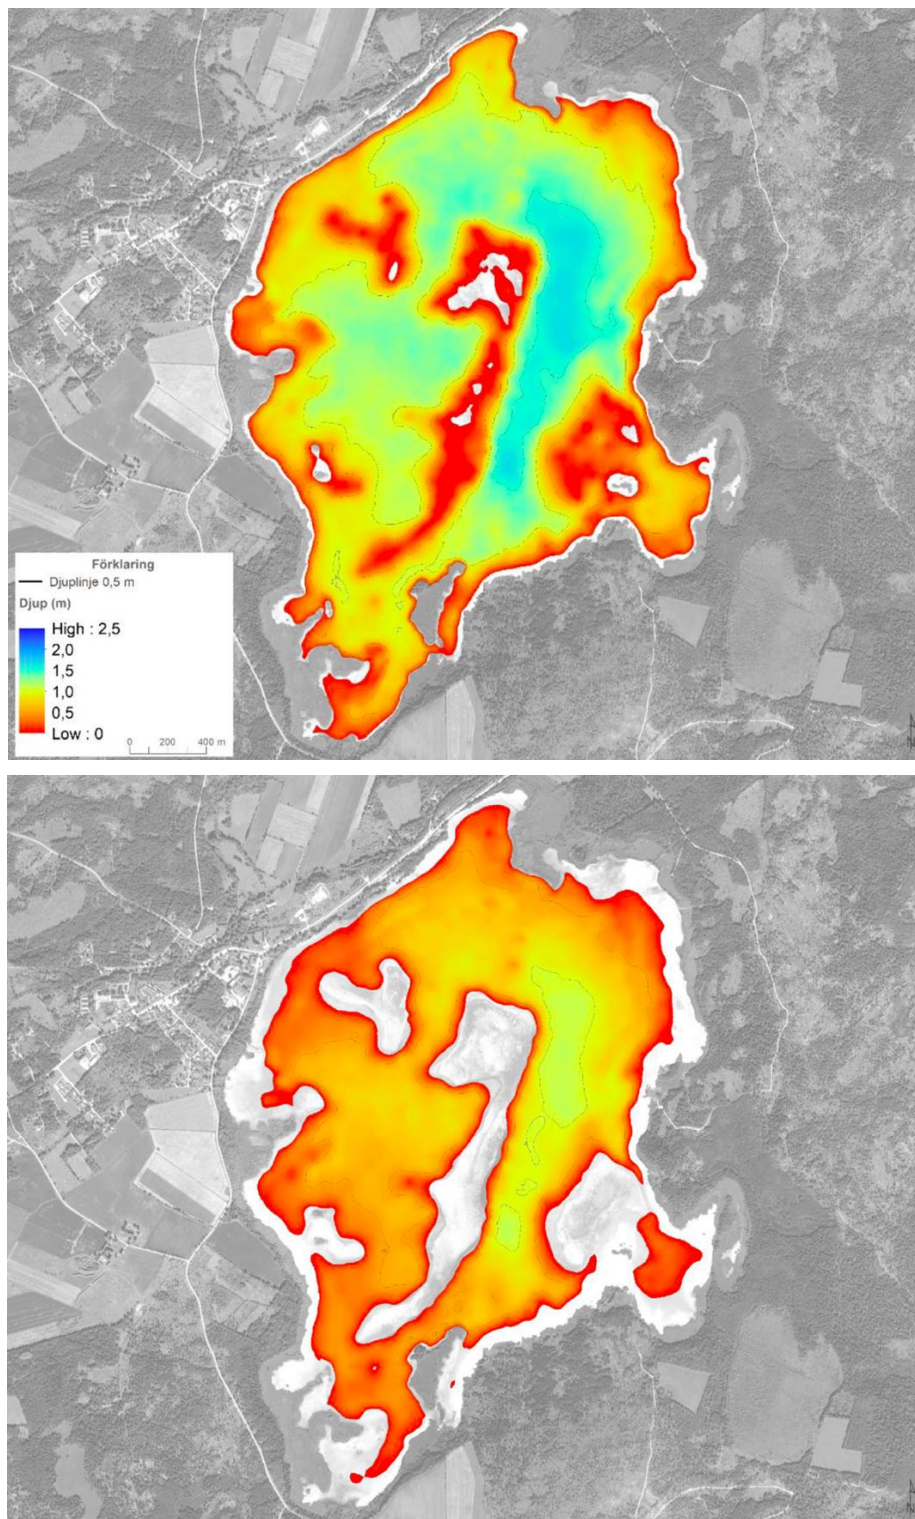 Förklaring
Djuplinje 0,5 m
Djup (m)
High : 2,5
2,0
1,5
1,0
0,5
Low : 0
0 200 400 m